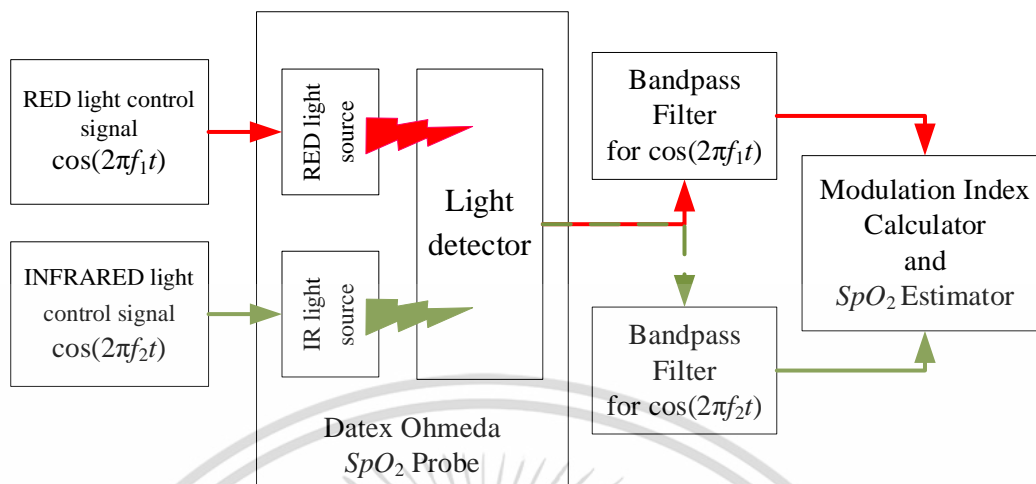 RED light control
signal
cos(2πf₁t)
INFRARED light
control signal
cos(2πf₂t)
RED light
source
IR light
source
Light
detector
Datex Ohmeda
SpO₂ Probe
Bandpass
Filter
for cos(2πf₁t)
Bandpass
Filter
for cos(2πf₂t)
Modulation Index
Calculator
and
SpO₂ Estimator